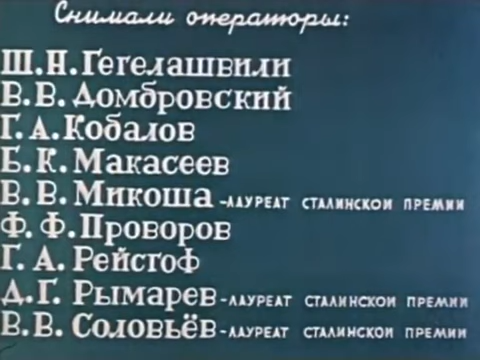 Снимали операторы:
Ш.Н.Гегелашвили
В.В.Домбровский
Г.А.Кобалов
Б.К.Макасеев
В.В.Микоша-ЛАУРЕАТ СТАЛИНСКОЙ ПРЕМИИ
Ф.Ф.Проворов
Г.А.Рейстоф
Д.Г.Рымарев-ЛАУРЕАТ СТАЛИНСКОЙ ПРЕМИИ
В.В.Соловьёв-ЛАУРЕАТ СТАЛИНСКОЙ ПРЕМИИ